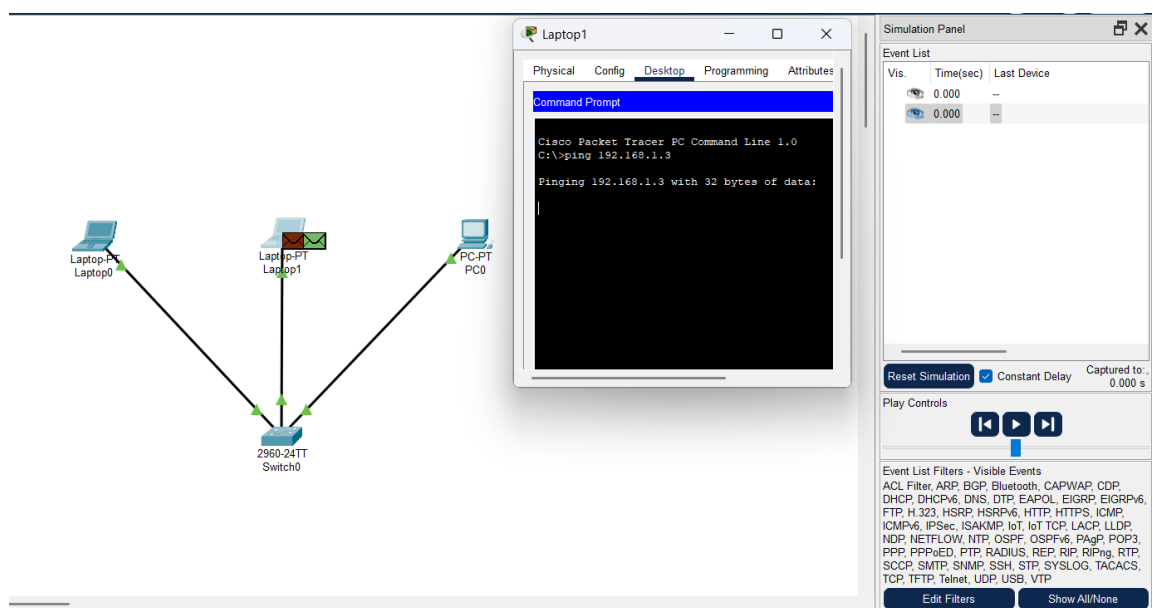 Laptop-PT
Laptop0
Laptop-PT
Laptop1
PC-PT
PC0
2960-24TT
Switch0
Laptop1
Physical Config Desktop Programming Attributes
Command Prompt
Cisco Packet Tracer PC Command Line 1.0
C:\>ping 192.168.1.3
Pinging 192.168.1.3 with 32 bytes of data:
Simulation Panel
Event List
Vis. Time(sec) Last Device
0.000 --
0.000 --
Reset Simulation Constant Delay Captured to:
0.000 s
Play Controls
Event List Filters - Visible Events
ACL Filter, ARP, BGP, Bluetooth, CAPWAP, CDP,
DHCP, DHCPv6, DNS, DTP, EAPOL, EIGRP, EIGRPv6,
FTP, H.323, HSRP, HSRPv6, HTTP, HTTPS, ICMP,
ICMPv6, IPSec, ISAKMP, IoT, IoT TCP, LACP, LLDP,
NDP, NETFLOW, NTP, OSPF, OSPFv6, PAgP, POP3,
PPP, PPPoED, PTP, RADIUS, REP, RIP, RIPng, RTP,
SCCP, SMTP, SNMP, SSH, STP, SYSLOG, TACACS,
TCP, TFTP, Telnet, UDP, USB, VTP
Edit Filters Show All/None